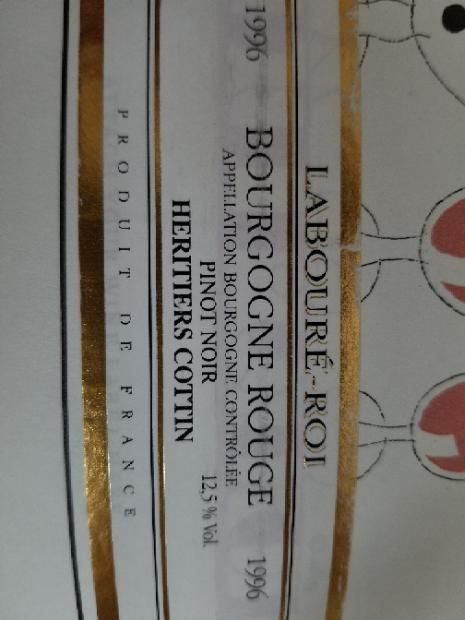 LABOURÉ-ROI
1996 BOURGOGNE ROUGE 1996
APPELLATION BOURGOGNE CONTRÔLÉE
PINOT NOIR 12,5 % Vol.
HERITIERS COTTIN
PRODUIT DE FRANCE